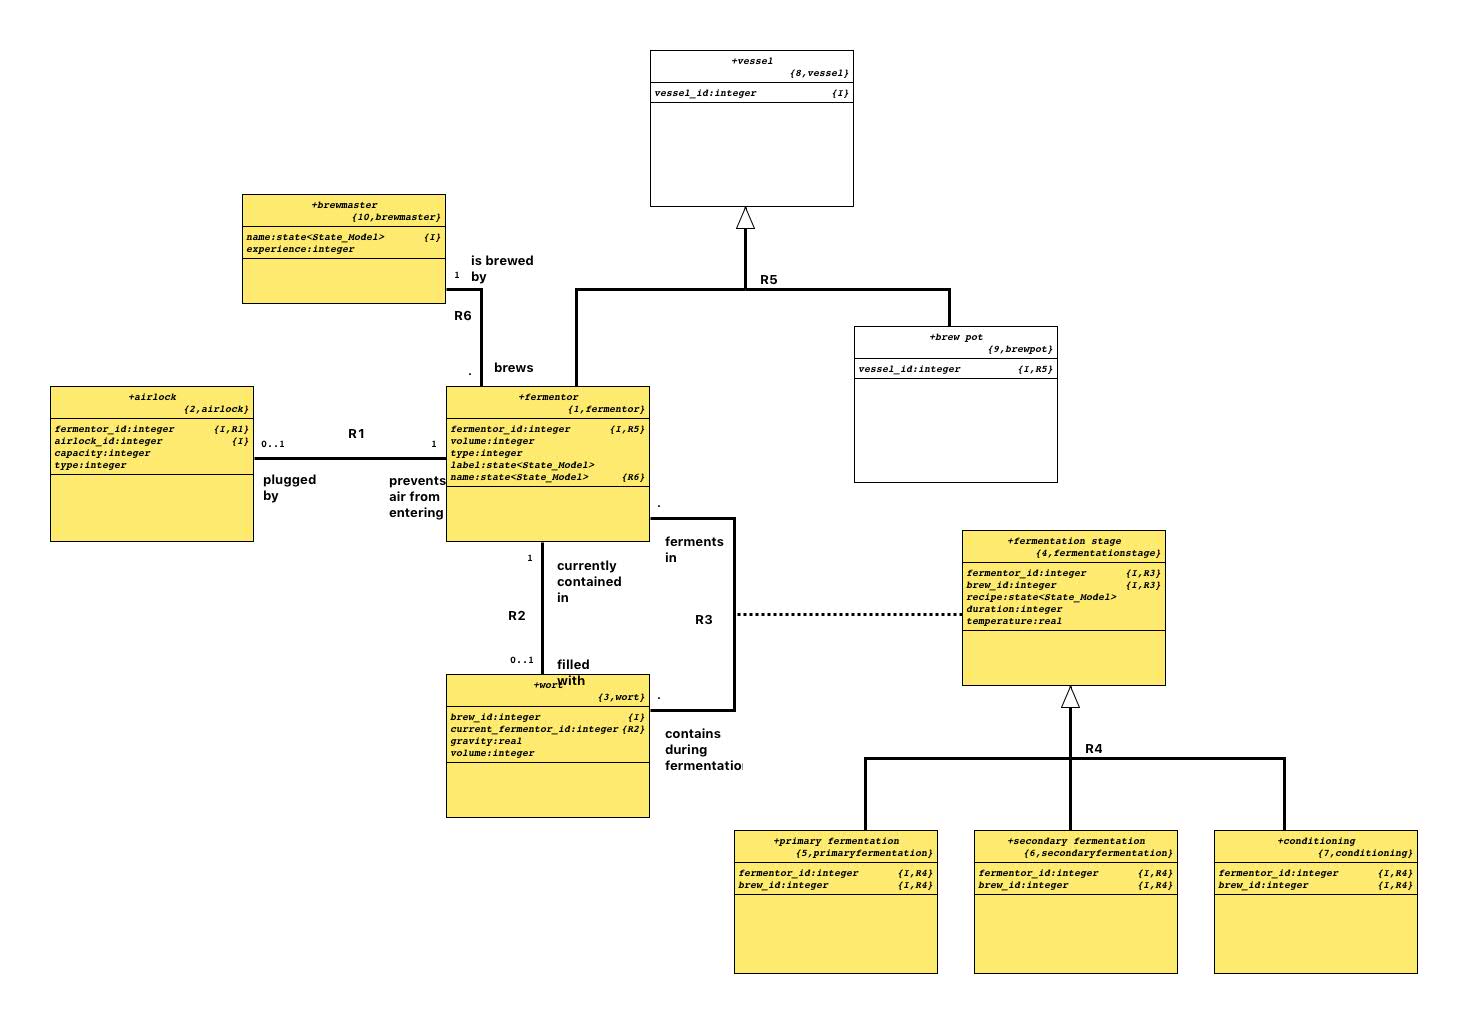 +vessel
{8,vessel}
vessel_id:integer {I}
+brewmaster
{10,brewmaster}
name:state<State_Model> {I}
experience:integer
is brewed
by
1
R6
.
brews
R5
+brew pot
{9,brewpot}
vessel_id:integer {I,R5}
+airlock
{2,airlock}
fermentor_id:integer {I,R1}
airlock_id:integer {I}
capacity:integer
type:integer
R1
0..1
1
plugged
by
prevents
air from
entering
+fermentor
{1,fermentor}
fermentor_id:integer {I,R5}
volume:integer
type:integer
label:state<State_Model>
name:state<State_Model> {R6}
.
ferments
in
1
currently
contained
in
R2
R3
0..1
filled
with
+fermentation stage
{4,fermentationstage}
fermentor_id:integer {I,R3}
brew_id:integer {I,R3}
recipe:state<State_Model>
duration:integer
temperature:real
+wort
{3,wort}
brew_id:integer {I}
current_fermentor_id:integer {R2}
gravity:real
volume:integer
.
contains
during
fermentatio
R4
+primary fermentation
{5,primaryfermentation}
fermentor_id:integer {I,R4}
brew_id:integer {I,R4}
+secondary fermentation
{6,secondaryfermentation}
fermentor_id:integer {I,R4}
brew_id:integer {I,R4}
+conditioning
{7,conditioning}
fermentor_id:integer {I,R4}
brew_id:integer {I,R4}